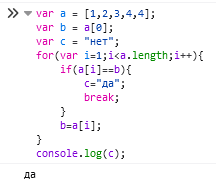 var a = [1,2,3,4,4];
var b = a[0];
var c = "нет";
for(var i=1;i<a.length;i++){
    if(a[i]==b){
        c="да";
        break;
    }
    b=a[i];
}
console.log(c);
да